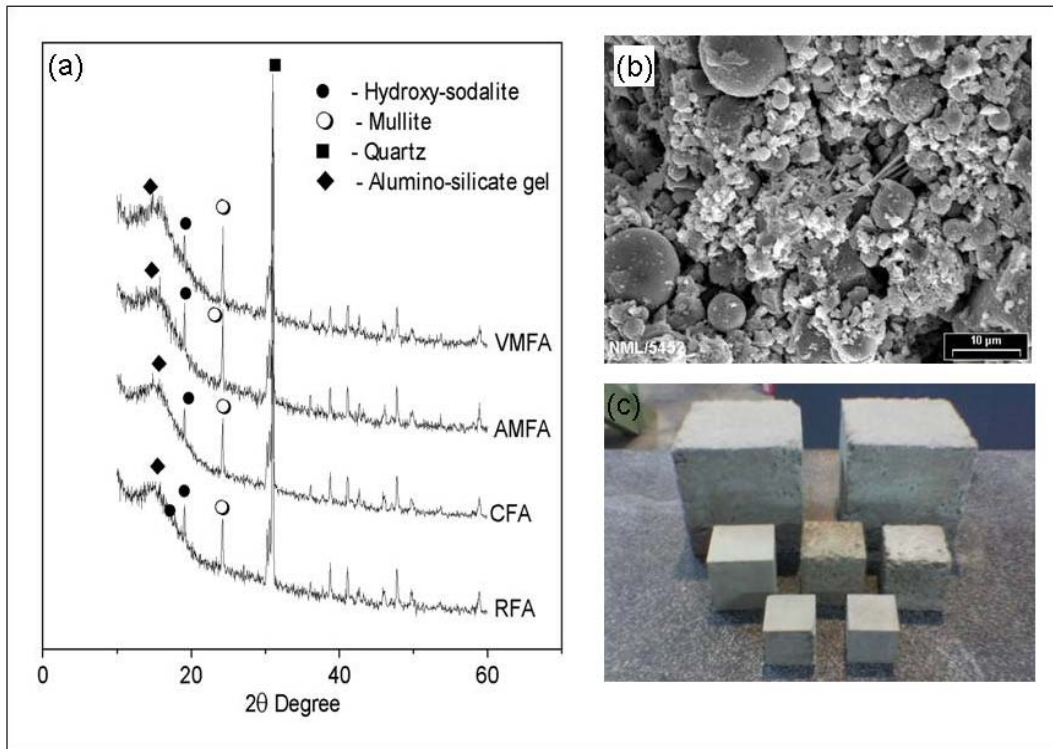 (a)
- Hydroxy-sodalite
- Mullite
- Quartz
- Alumino-silicate gel
VMFA
AMFA
CFA
RFA
0 20 40 60
2θ Degree
(b)
NML/5452
10 µm
(c)